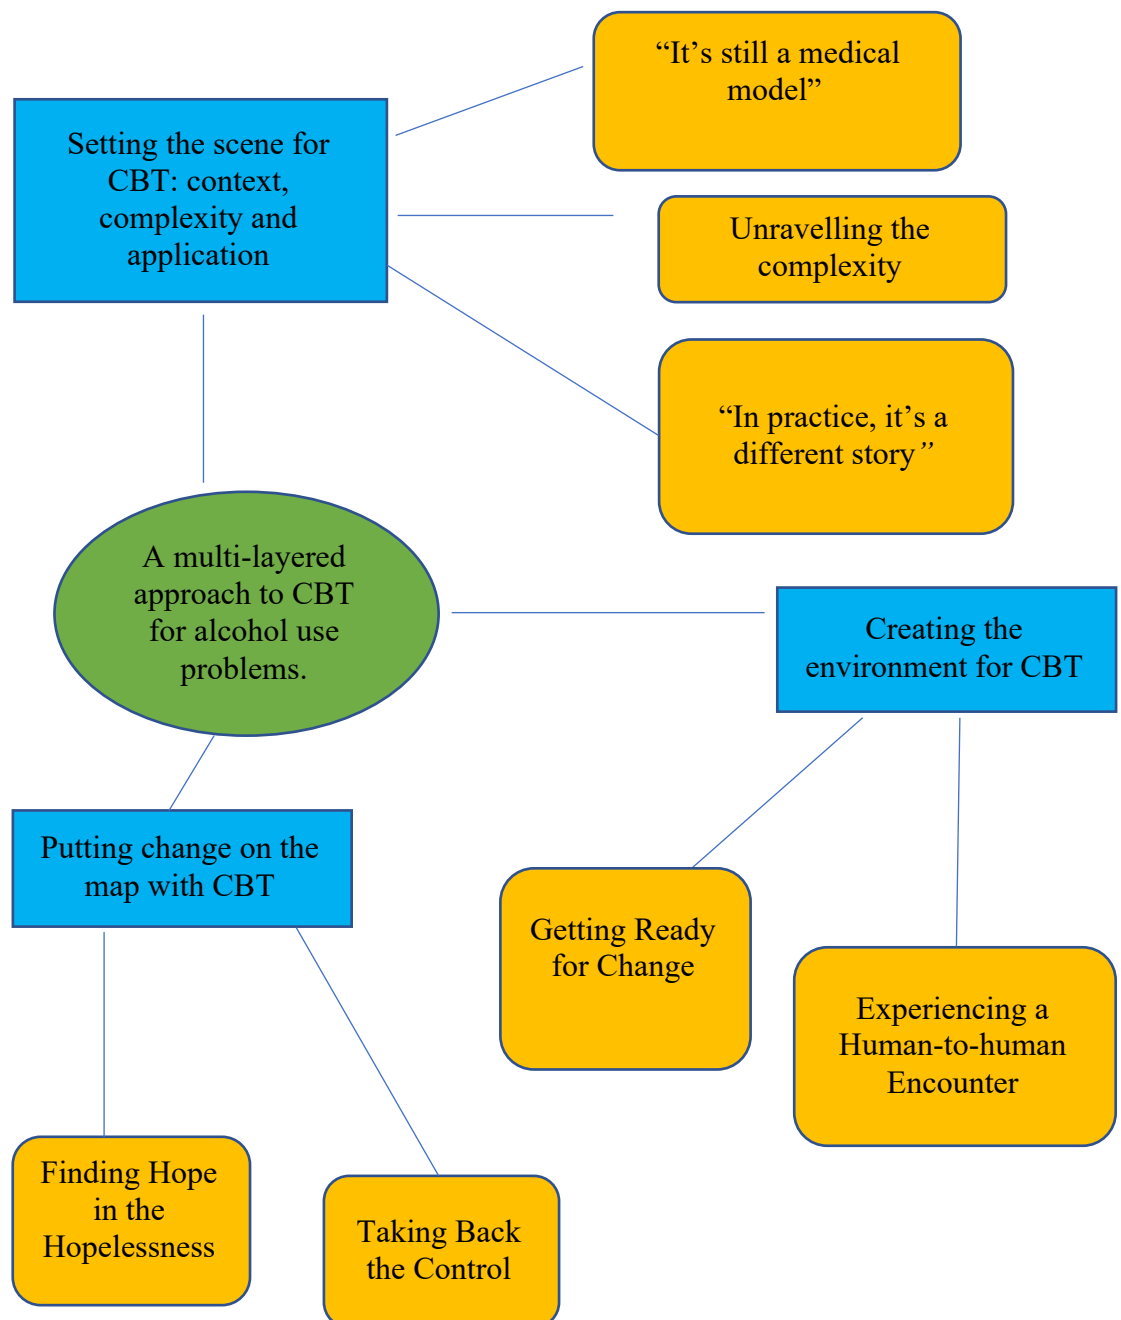 “It’s still a medical
model”
Setting the scene for
CBT: context,
complexity and
application
Unravelling the
complexity
“In practice, it’s a
different story”
A multi-layered
approach to CBT
for alcohol use
problems.
Creating the
environment for CBT
Putting change on the
map with CBT
Getting Ready
for Change
Experiencing a
Human-to-human
Encounter
Finding Hope
in the
Hopelessness
Taking Back
the Control